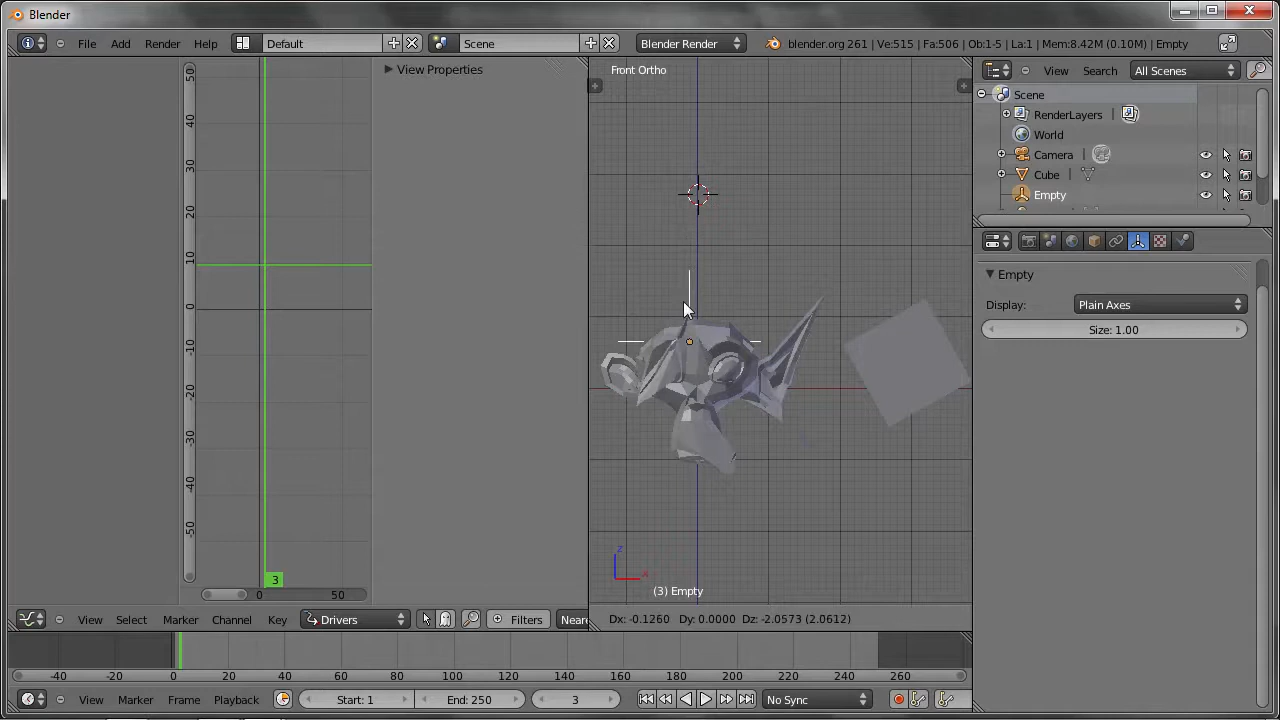 Blender
File Add Render Help Default Scene Blender Render blender.org 261 | Ve:515 | Fa:506 | Ob:1-5 | La:1 | Mem:8.42M (0.10M) | Empty
View Properties
Front Ortho
View Search All Scenes
Scene
RenderLayers
World
Camera
Cube
Empty
Empty
Display: Plain Axes
Size: 1.00
50
40
30
20
10
0
-10
-20
-30
-40
-50
3
0 50
z
x
(3) Empty
View Select Marker Channel Key Drivers Filters Neare
Dx: -0.1260 Dy: 0.0000 Dz: -2.0573 (2.0612)
-40 -20 0 20 40 60 80 100 120 140 160 180 200 220 240 260
View Marker Frame Playback Start: 1 End: 250 3 No Sync